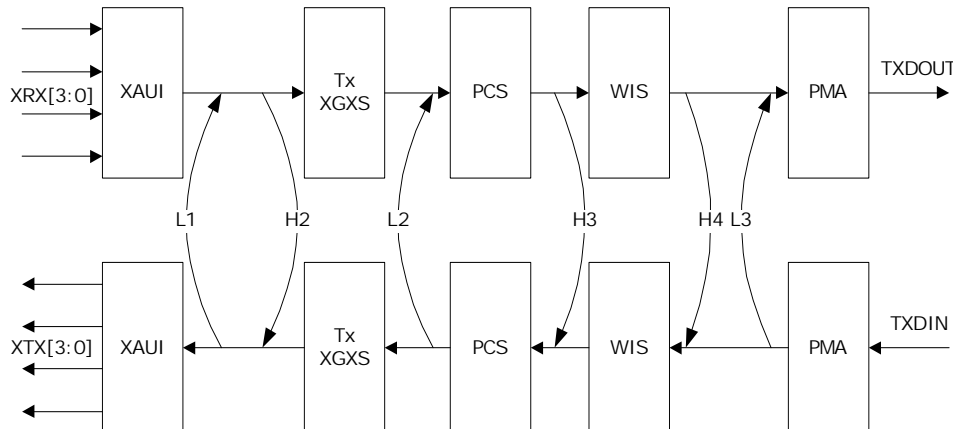 XRX[3:0]
XAUI
Tx
XGXS
PCS
WIS
PMA
TXDOUT
L1
H2
L2
H3
H4
L3
XTX[3:0]
XAUI
Tx
XGXS
PCS
WIS
PMA
TXDIN